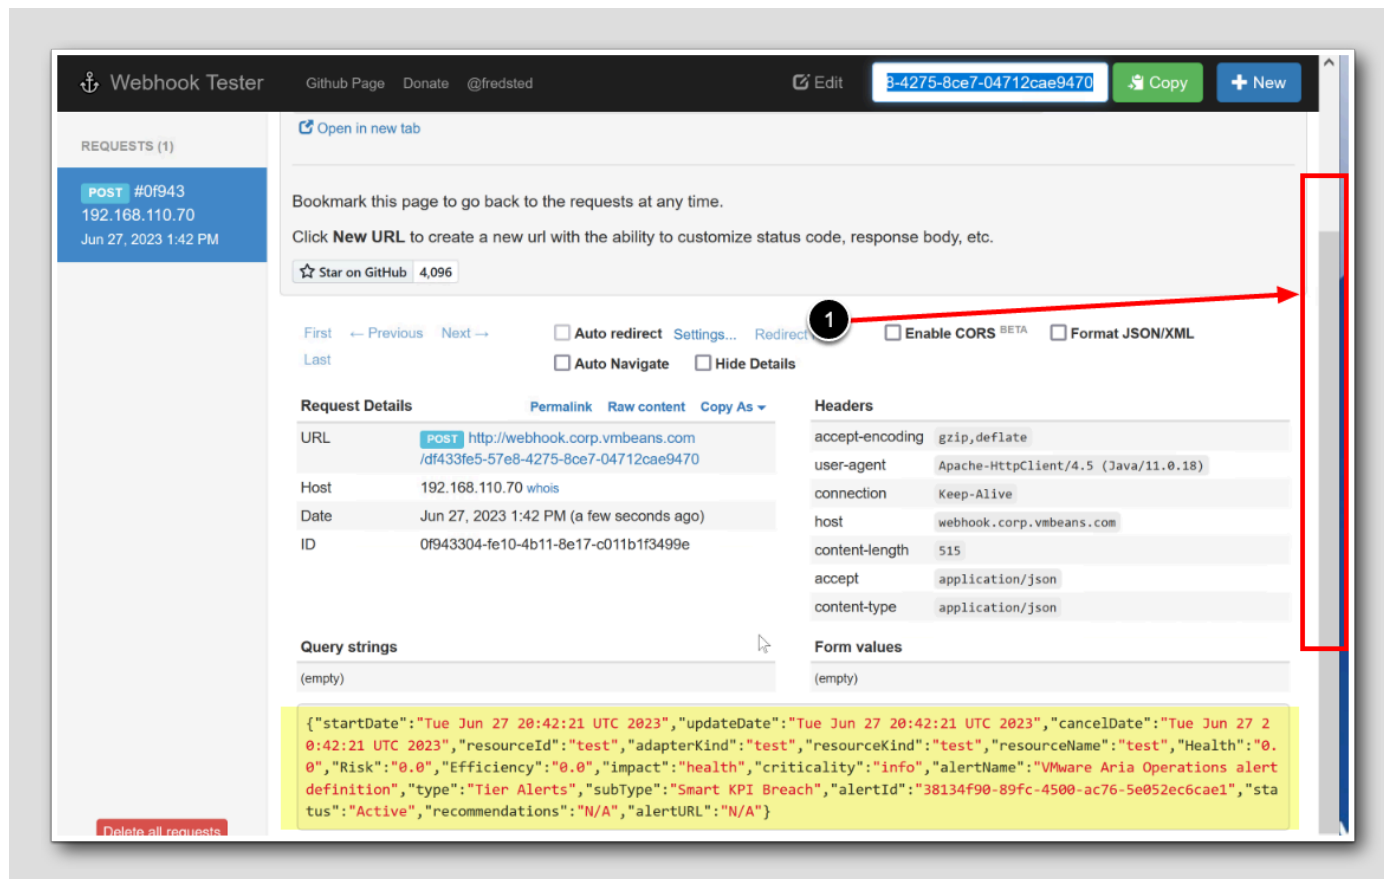 Webhook Tester Github Page Donate @fredsted Edit 8-4275-8ce7-04712cae9470 Copy New
Open in new tab
REQUESTS (1)
POST #0f943
192.168.110.70
Jun 27, 2023 1:42 PM
Bookmark this page to go back to the requests at any time.
Click New URL to create a new url with the ability to customize status code, response body, etc.
Star on GitHub 4,096
1
First ← Previous Next → Auto redirect Settings... Redirect Enable CORS BETA Format JSON/XML
Last Auto Navigate Hide Details
Request Details Permalink Raw content Copy As
URL POST http://webhook.corp.vmbeans.com
/df433fe5-57e8-4275-8ce7-04712cae9470
Host 192.168.110.70 whois
Date Jun 27, 2023 1:42 PM (a few seconds ago)
ID 0f943304-fe10-4b11-8e17-c011b1f3499e
Headers
accept-encoding gzip,deflate
user-agent Apache-HttpClient/4.5 (Java/11.0.18)
connection Keep-Alive
host webhook.corp.vmbeans.com
content-length 515
accept application/json
content-type application/json
Query strings
(empty)
Form values
(empty)
{"startDate":"Tue Jun 27 20:42:21 UTC 2023","updateDate":"Tue Jun 27 20:42:21 UTC 2023","cancelDate":"Tue Jun 27 2
0:42:21 UTC 2023","resourceId":"test","adapterKind":"test","resourceKind":"test","resourceName":"test","Health":"0.
0","Risk":"0.0","Efficiency":"0.0","impact":"health","criticality":"info","alertName":"VMware Aria Operations alert
definition","type":"Tier Alerts","subType":"Smart KPI Breach","alertId":"38134f90-89fc-4500-ac76-5e052ec6cae1","sta
tus":"Active","recommendations":"N/A","alertURL":"N/A"}
Delete all requests